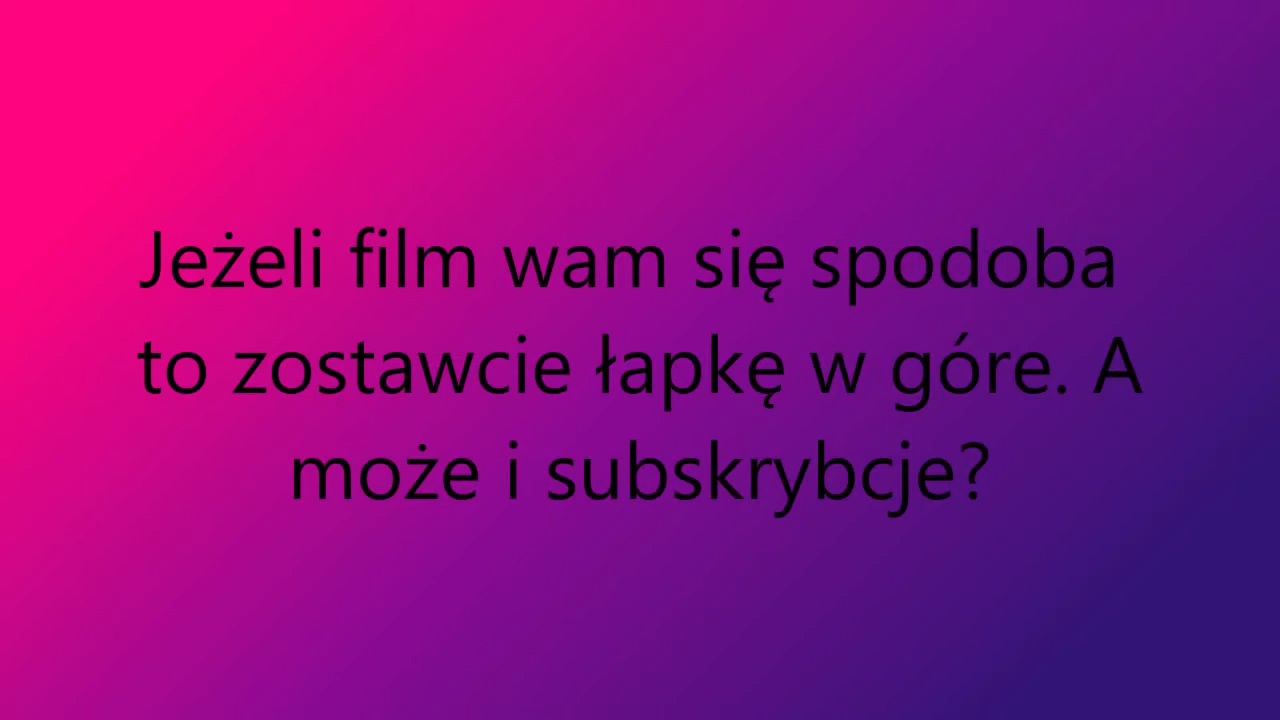 Jeżeli film wam się spodoba
to zostawcie łapkę w góre. A
może i subskrybcje?